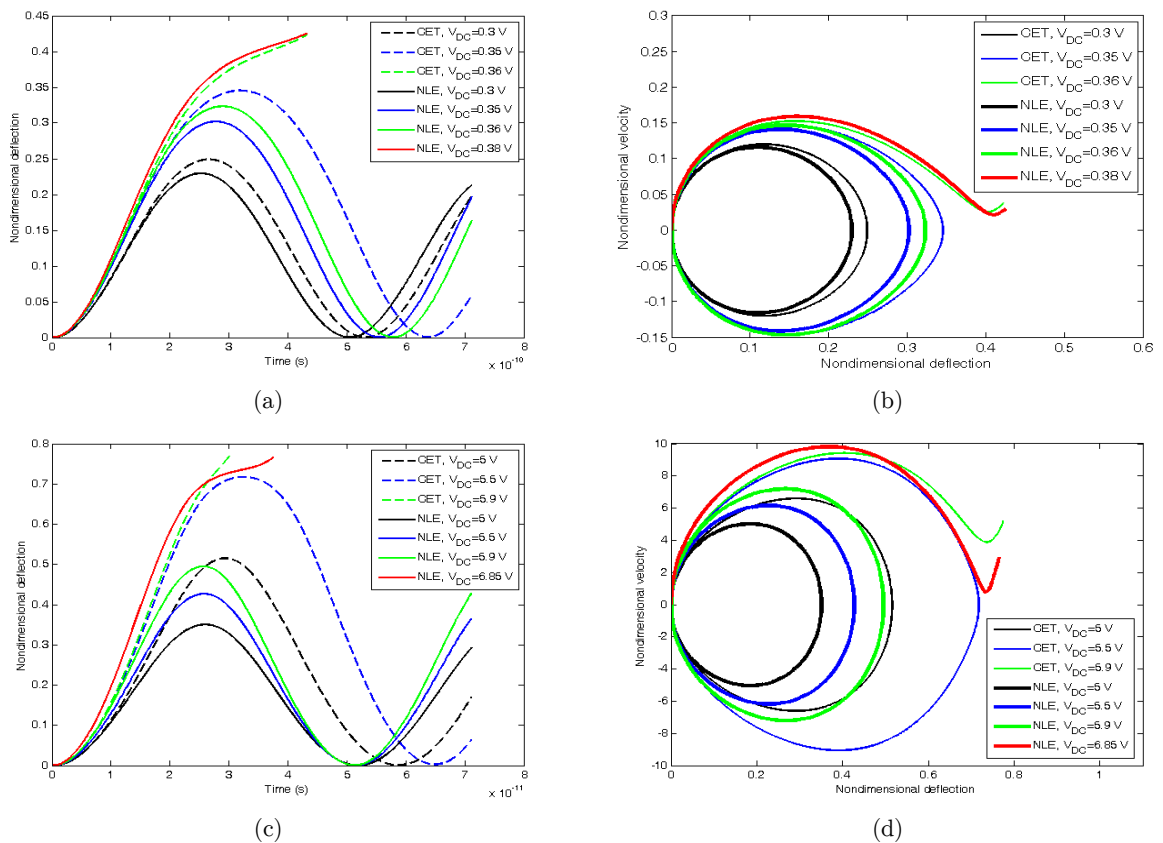 0.45
0.4
0.35
0.3
0.25
0.2
0.15
0.1
0.05
0
Nondimensional deflection
CET, V_DC=0.3 V
CET, V_DC=0.35 V
CET, V_DC=0.36 V
NLE, V_DC=0.3 V
NLE, V_DC=0.35 V
NLE, V_DC=0.36 V
NLE, V_DC=0.38 V
0 1 2 3 4 5 6 7 8
Time (s)
x 10^-10
(a)
0.3
0.25
0.2
0.15
0.1
0.05
0
-0.05
-0.1
-0.15
Nondimensional velocity
CET, V_DC=0.3 V
CET, V_DC=0.35 V
CET, V_DC=0.36 V
NLE, V_DC=0.3 V
NLE, V_DC=0.35 V
NLE, V_DC=0.36 V
NLE, V_DC=0.38 V
0 0.1 0.2 0.3 0.4 0.5 0.6
Nondimensional deflection
(b)
0.8
0.7
0.6
0.5
0.4
0.3
0.2
0.1
0
Nondimensional deflection
CET, V_DC=5 V
CET, V_DC=5.5 V
CET, V_DC=5.9 V
NLE, V_DC=5 V
NLE, V_DC=5.5 V
NLE, V_DC=5.9 V
NLE, V_DC=6.85 V
0 1 2 3 4 5 6 7 8
Time (s)
x 10^-11
(c)
10
8
6
4
2
0
-2
-4
-6
-8
-10
Nondimensional velocity
CET, V_DC=5 V
CET, V_DC=5.5 V
CET, V_DC=5.9 V
NLE, V_DC=5 V
NLE, V_DC=5.5 V
NLE, V_DC=5.9 V
NLE, V_DC=6.85 V
0 0.2 0.4 0.6 0.8 1
Nondimensional deflection
(d)